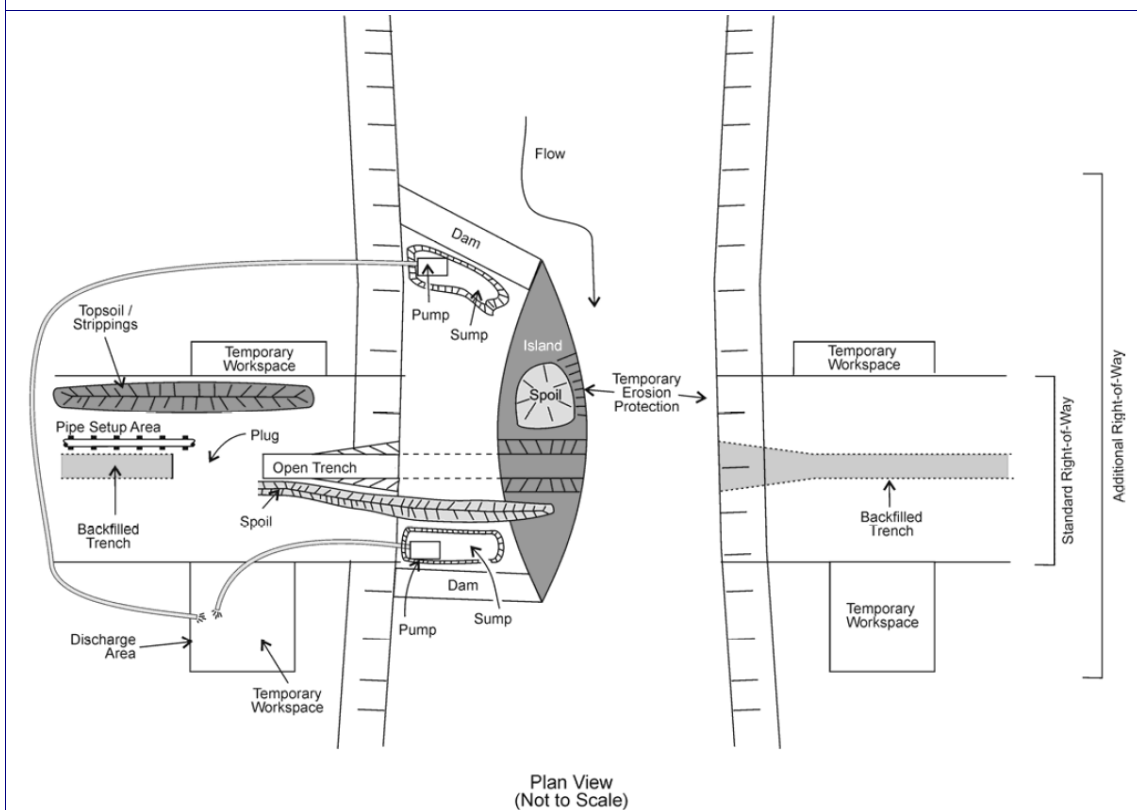 Flow
Dam
Pump
Sump
Topsoil /
Strippings
Temporary
Workspace
Island
Temporary
Erosion
Protection
Spoil
Temporary
Workspace
Pipe Setup Area
Plug
Open Trench
Spoil
Backfilled
Trench
Backfilled
Trench
Standard Right-of-Way
Additional Right-of-Way
Dam
Pump
Sump
Discharge
Area
Temporary
Workspace
Temporary
Workspace
Plan View
(Not to Scale)